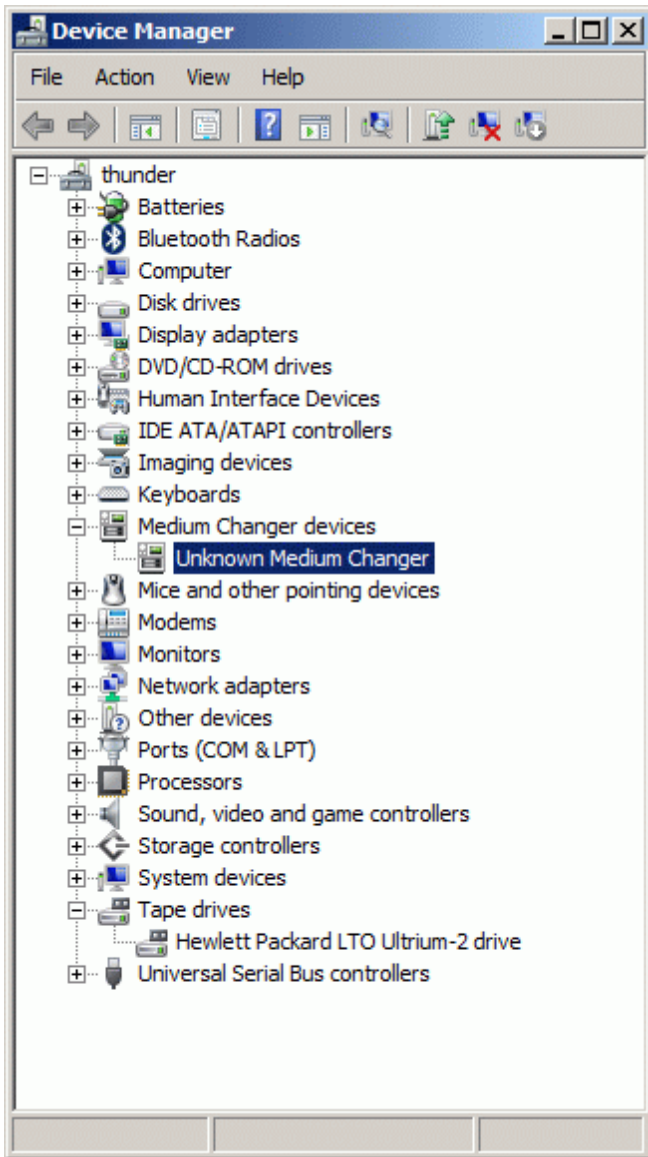 Device Manager
File Action View Help
thunder
Batteries
Bluetooth Radios
Computer
Disk drives
Display adapters
DVD/CD-ROM drives
Human Interface Devices
IDE ATA/ATAPI controllers
Imaging devices
Keyboards
Medium Changer devices
Unknown Medium Changer
Mice and other pointing devices
Modems
Monitors
Network adapters
Other devices
Ports (COM & LPT)
Processors
Sound, video and game controllers
Storage controllers
System devices
Tape drives
Hewlett Packard LTO Ultrium-2 drive
Universal Serial Bus controllers